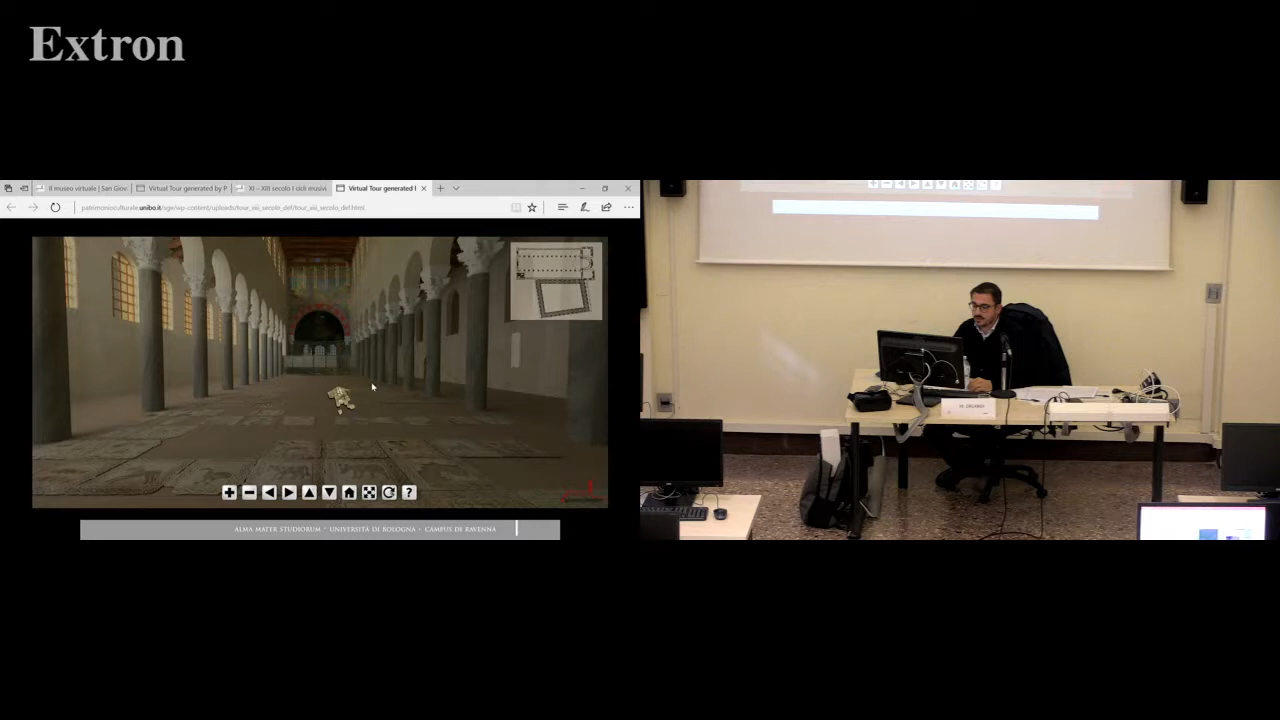 Extron
Il museo virtuale | San Giov.
Virtual Tour generated by P
XI – XIII secolo I cicli musivi
Virtual Tour generated l
patrimonioculturale.unibo.it/sge/wp-content/uploads/tour_xiii_secolo_def/tour_xiii_secolo_def.html
?
ALMA MATER STUDIORUM – UNIVERSITÀ DI BOLOGNA – CAMPUS DI RAVENNA